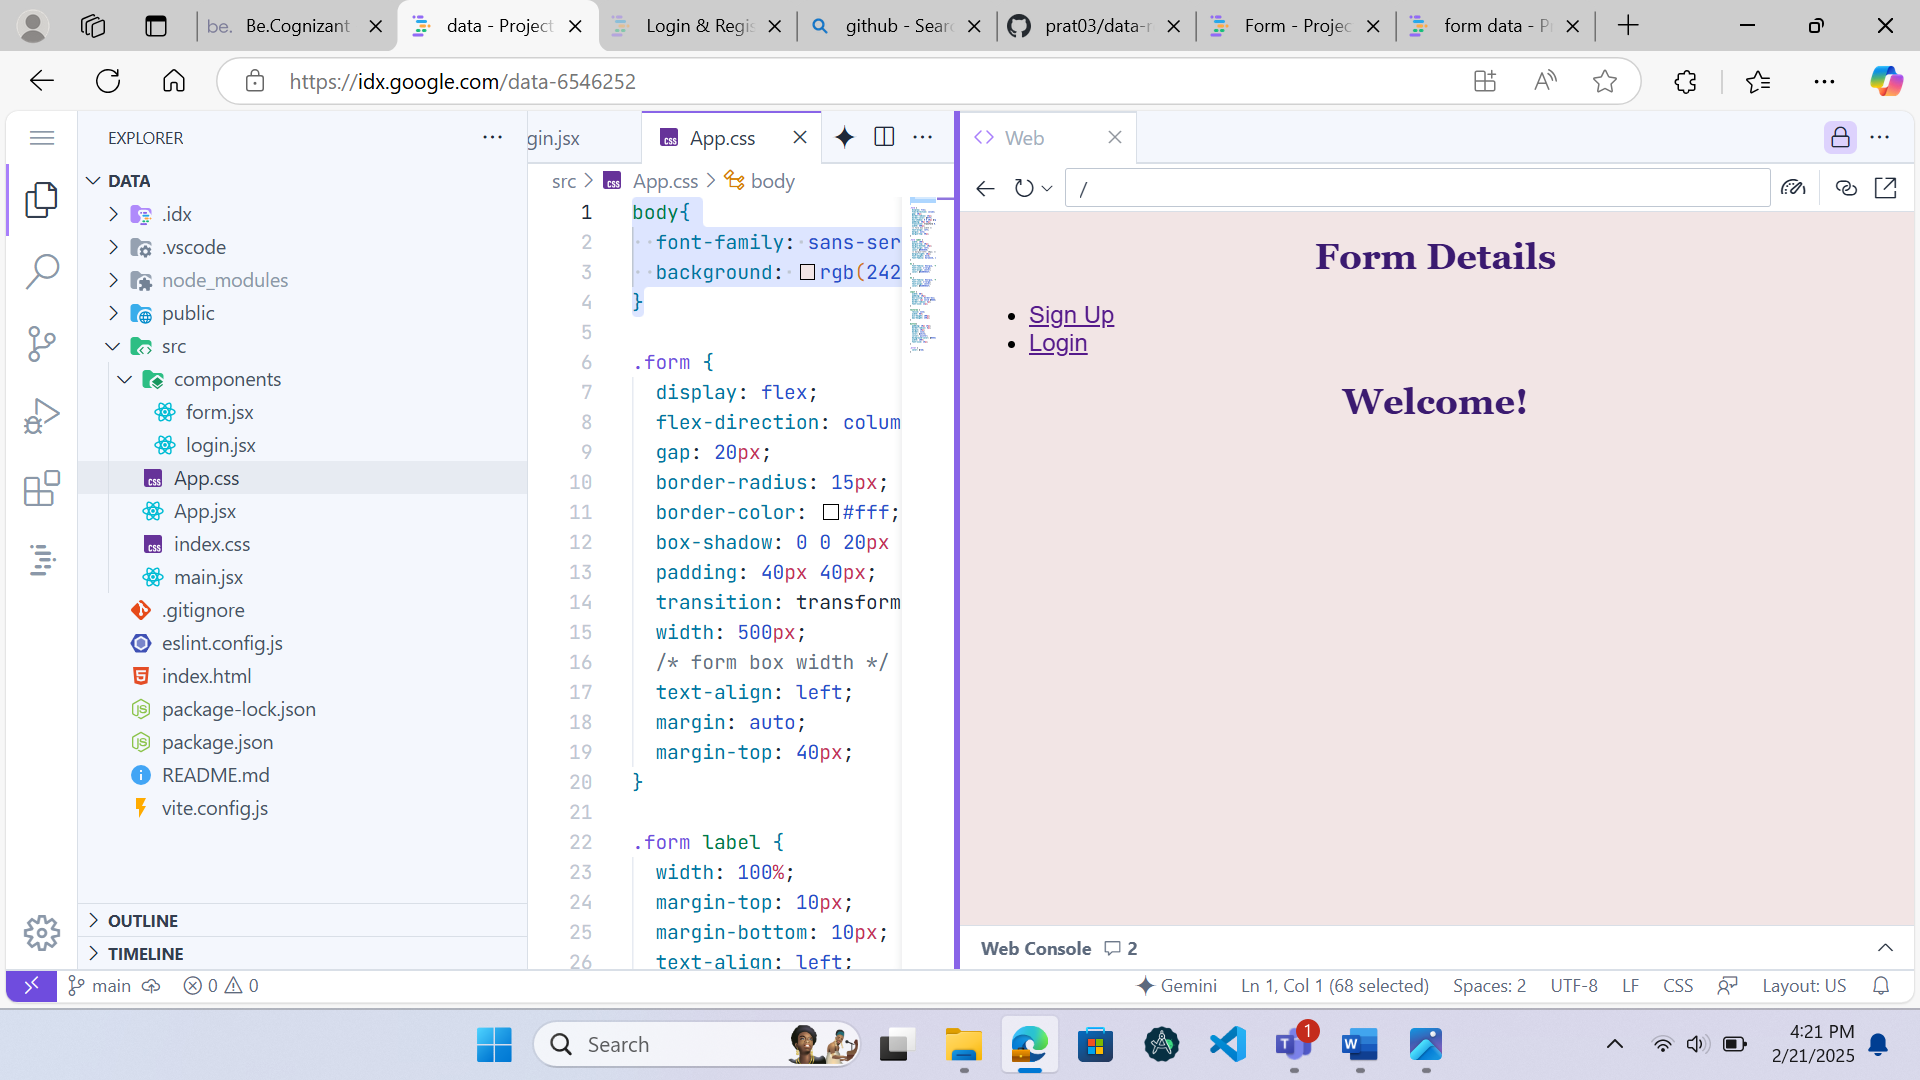 be. Be.Cognizant
data - Project
Login & Regis
github - Searc
prat03/data-r
Form - Projec
form data - P
https://idx.google.com/data-6546252
EXPLORER
DATA
.idx
.vscode
node_modules
public
src
components
form.jsx
login.jsx
App.css
App.jsx
index.css
main.jsx
.gitignore
eslint.config.js
index.html
package-lock.json
package.json
README.md
vite.config.js
OUTLINE
TIMELINE
gin.jsx
App.css
src > App.css > body
1 body{
2 font-family: sans-ser
3 background: rgb(242
4 }
5
6 .form {
7 display: flex;
8 flex-direction: colum
9 gap: 20px;
10 border-radius: 15px;
11 border-color: #fff;
12 box-shadow: 0 0 20px
13 padding: 40px 40px;
14 transition: transform
15 width: 500px;
16 /* form box width */
17 text-align: left;
18 margin: auto;
19 margin-top: 40px;
20 }
21
22 .form label {
23 width: 100%;
24 margin-top: 10px;
25 margin-bottom: 10px;
26 text-align: left;
Web
/
Form Details
• Sign Up
• Login
Welcome!
Web Console 2
main 0 0
Gemini Ln 1, Col 1 (68 selected) Spaces: 2 UTF-8 LF CSS Layout: US
Search
1
4:21 PM
2/21/2025